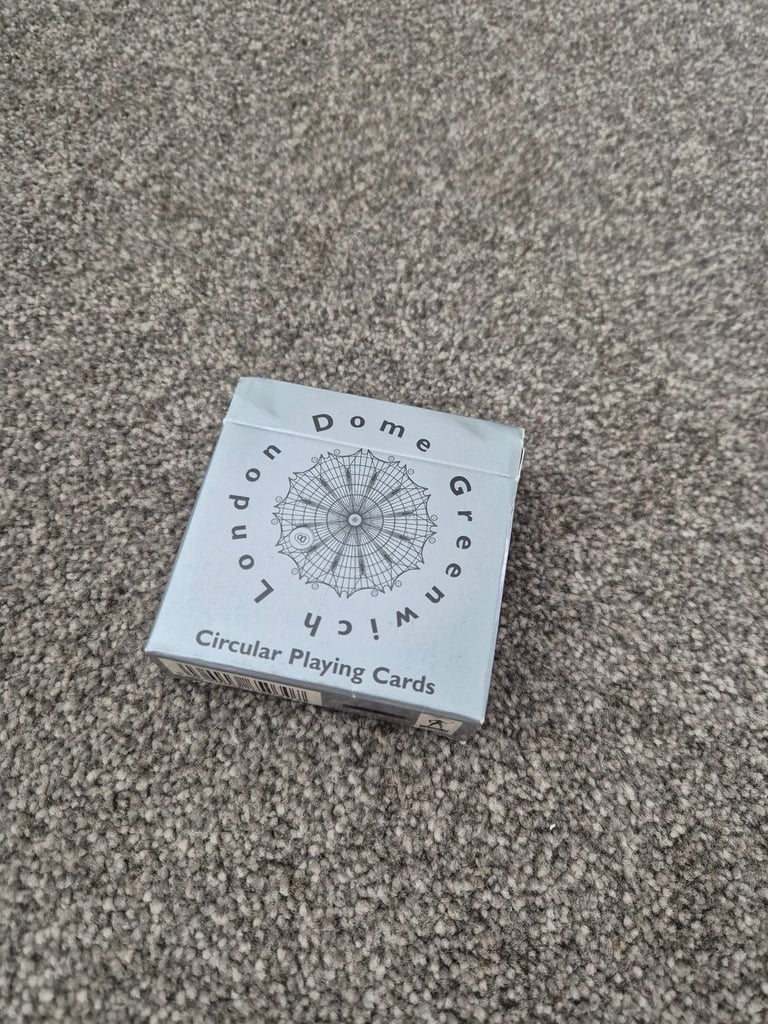 Dome Greenwich London
Circular Playing Cards